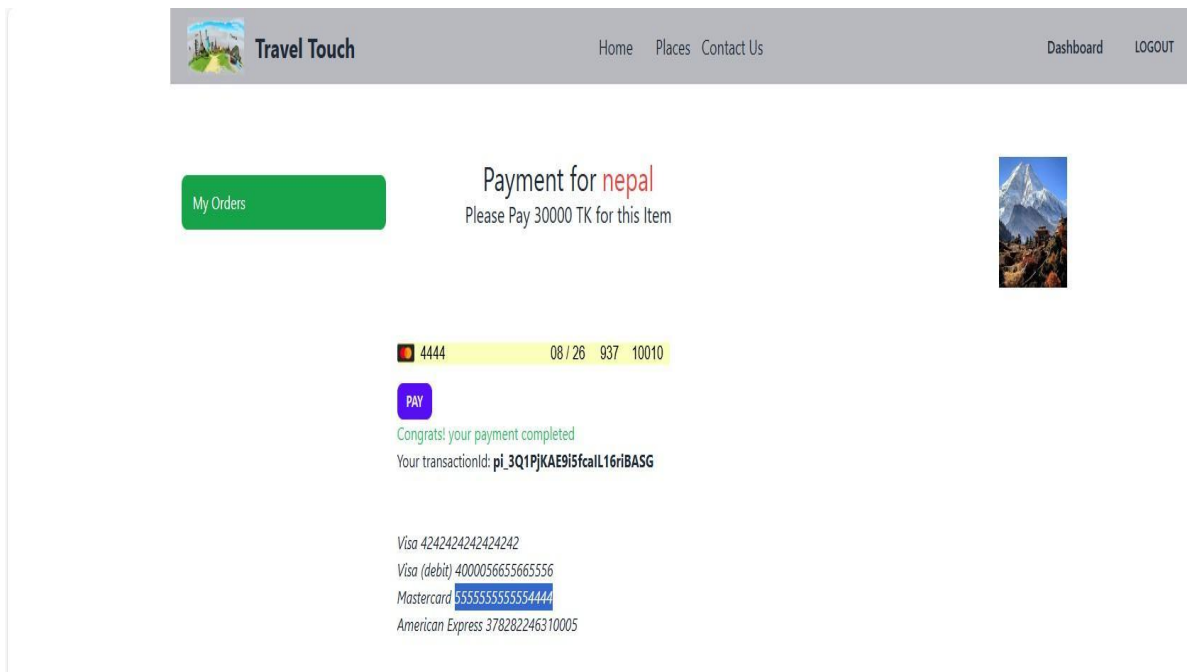 Travel Touch Home Places Contact Us Dashboard LOGOUT
My Orders
Payment for nepal
Please Pay 30000 TK for this Item
4444 08 / 26 937 10010
PAY
Congrats! your payment completed
Your transactionId: pi_3Q1PjKAE9i5fcaIL16riBASG
Visa 4242424242424242
Visa (debit) 4000056655665556
Mastercard 5555555555554444
American Express 378282246310005